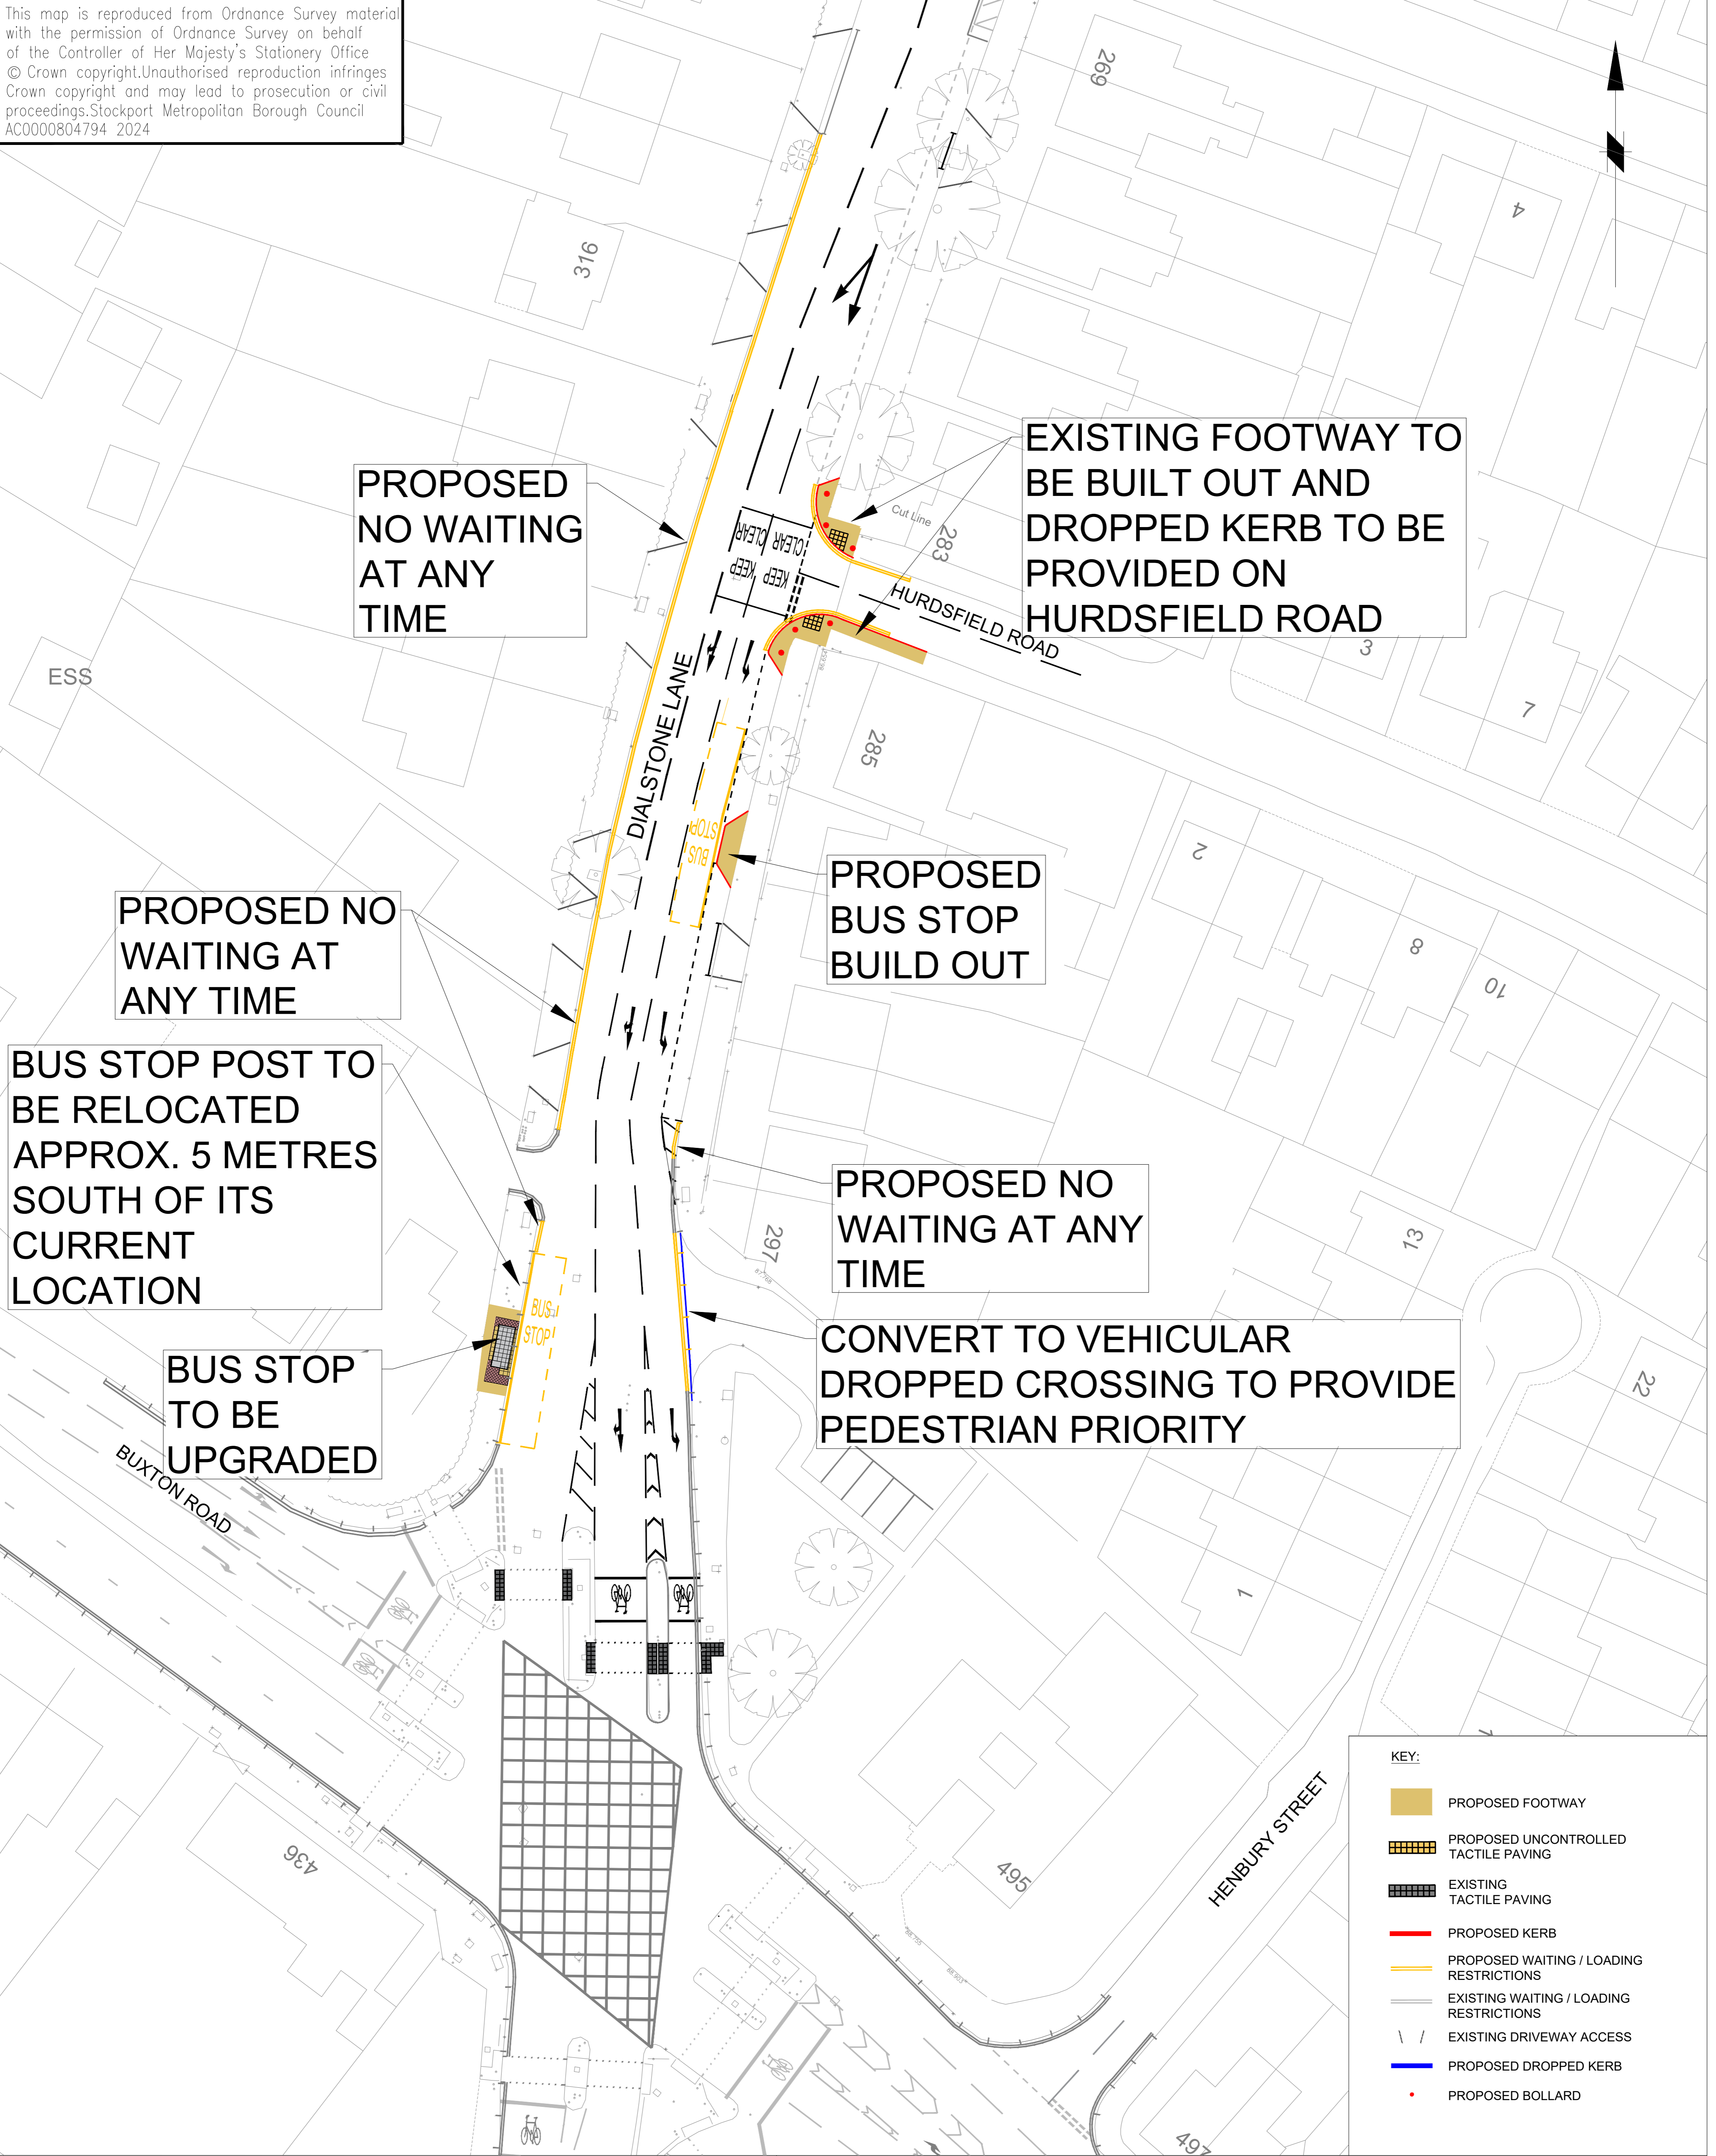 This map is reproduced from Ordnance Survey material
with the permission of Ordnance Survey on behalf
of the Controller of Her Majesty's Stationery Office
© Crown copyright.Unauthorised reproduction infringes
Crown copyright and may lead to prosecution or civil
proceedings.Stockport Metropolitan Borough Council
AC0000804794 2024
269
4
316
PROPOSED
NO WAITING
AT ANY
TIME
EXISTING FOOTWAY TO
BE BUILT OUT AND
DROPPED KERB TO BE
PROVIDED ON
HURDSFIELD ROAD
Cut Line
283
KEEP
CLEAR
KEEP
CLEAR
HURDSFIELD ROAD
3
7
ESS
DIALSTONE LANE
285
BUS
STOP
2
8
10
PROPOSED
BUS STOP
BUILD OUT
PROPOSED NO
WAITING AT
ANY TIME
BUS STOP POST TO
BE RELOCATED
APPROX. 5 METRES
SOUTH OF ITS
CURRENT
LOCATION
PROPOSED NO
WAITING AT ANY
TIME
297
13
22
BUS
STOP
CONVERT TO VEHICULAR
DROPPED CROSSING TO PROVIDE
PEDESTRIAN PRIORITY
BUS STOP
TO BE
UPGRADED
BUXTON ROAD
1
436
495
HENBURY STREET
497
KEY:
PROPOSED FOOTWAY
PROPOSED UNCONTROLLED
TACTILE PAVING
EXISTING
TACTILE PAVING
PROPOSED KERB
PROPOSED WAITING / LOADING
RESTRICTIONS
EXISTING WAITING / LOADING
RESTRICTIONS
EXISTING DRIVEWAY ACCESS
PROPOSED DROPPED KERB
PROPOSED BOLLARD